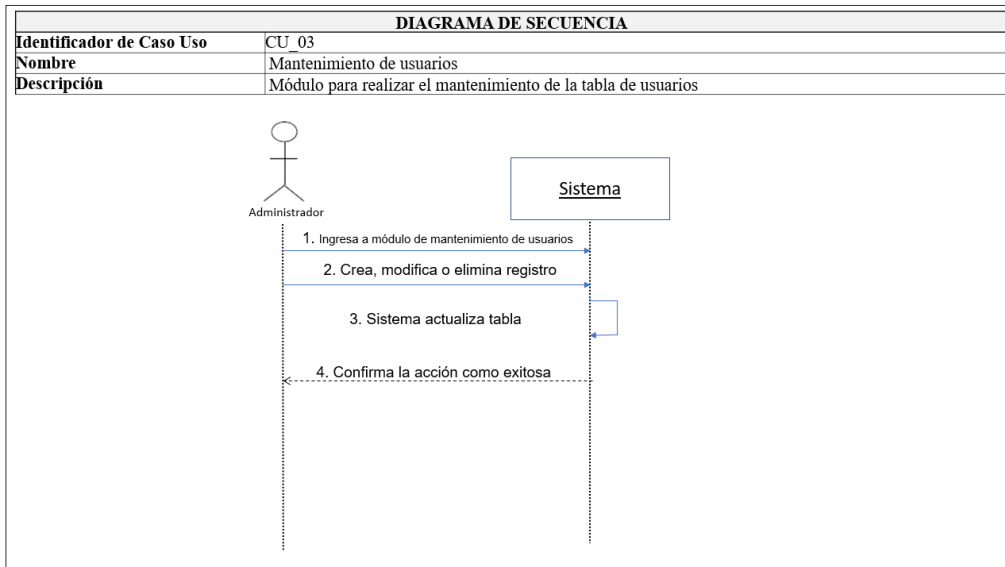 DIAGRAMA DE SECUENCIA
Identificador de Caso Uso CU_03
Nombre Mantenimiento de usuarios
Descripción Módulo para realizar el mantenimiento de la tabla de usuarios
Sistema
Administrador
1. Ingresa a módulo de mantenimiento de usuarios
2. Crea, modifica o elimina registro
3. Sistema actualiza tabla
4. Confirma la acción como exitosa